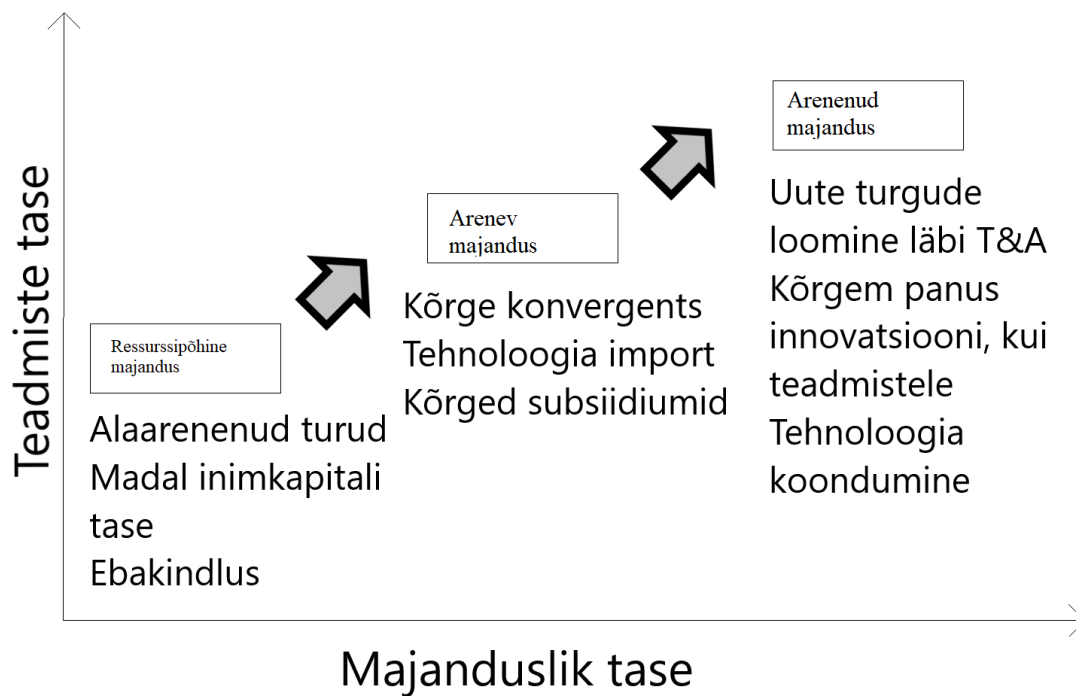 Teadmiste tase
Ressurssipõhine
majandus
Alaarenenud turud
Madal inimkapitali
tase
Ebakindlus
Arenev
majandus
Kõrge konvergents
Tehnoloogia import
Kõrged subsiidiumid
Arenenud
majandus
Uute turgude
loomine läbi T&A
Kõrgem panus
innovatsiooni, kui
teadmistele
Tehnoloogia
koondumine
Majanduslik tase